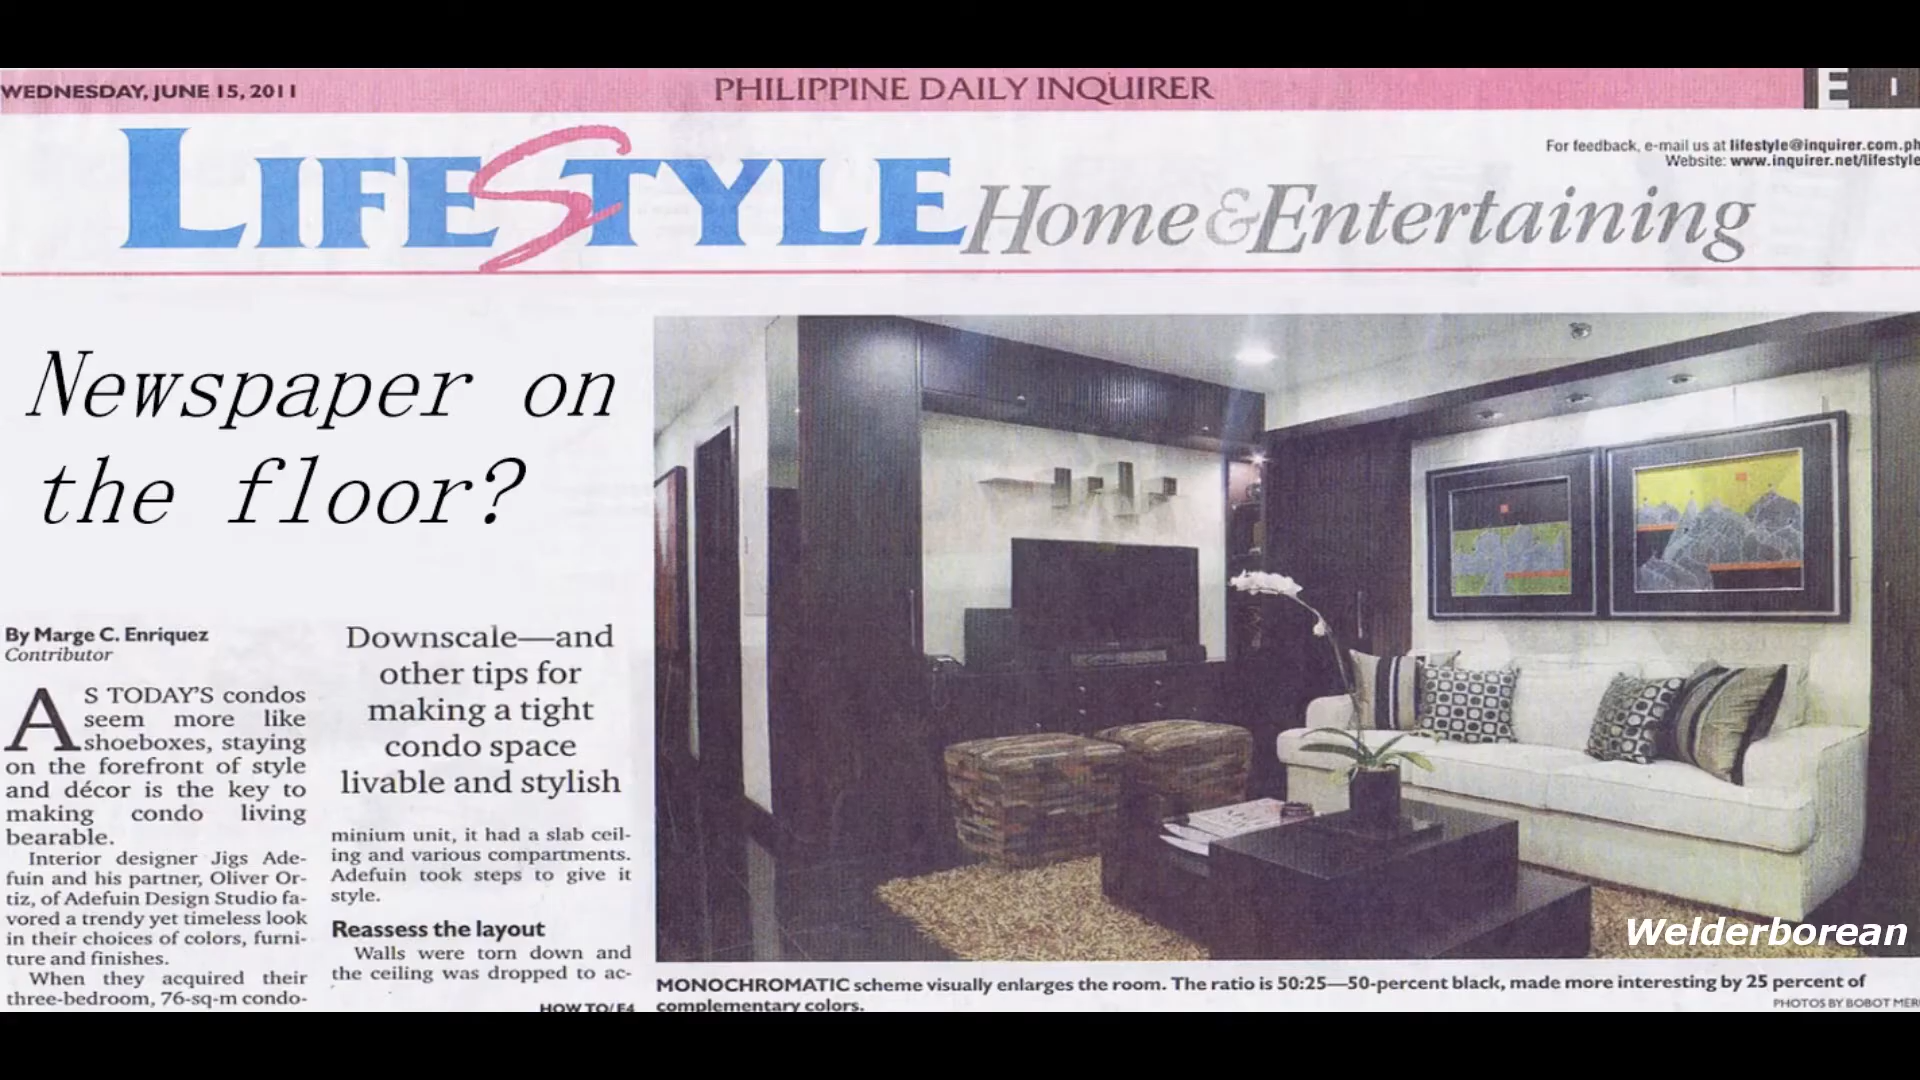 WEDNESDAY, JUNE 15, 2011
PHILIPPINE DAILY INQUIRER
E 1
For feedback, e-mail us at lifestyle@inquirer.com.ph
Website: www.inquirer.net/lifestyle
LIFESTYLE Home & Entertaining
Newspaper on
the floor?
By Marge C. Enriquez
Contributor
AS TODAY'S condos
seem more like
shoeboxes, staying
on the forefront of style
and décor is the key to
making condo living
bearable.
Interior designer Jigs Ade-
fuin and his partner, Oliver Or-
tiz, of Adefuin Design Studio fa-
vored a trendy yet timeless look
in their choices of colors, furni-
ture and finishes.
When they acquired their
three-bedroom, 76-sq-m condo-
Downscale—and
other tips for
making a tight
condo space
livable and stylish
minium unit, it had a slab ceil-
ing and various compartments.
Adefuin took steps to give it
style.
Reassess the layout
Walls were torn down and
the ceiling was dropped to ac-
HOW TO/E4
Welderborean
MONOCHROMATIC scheme visually enlarges the room. The ratio is 50:25—50-percent black, made more interesting by 25 percent of
complementary colors.
PHOTOS BY BOBOT MER